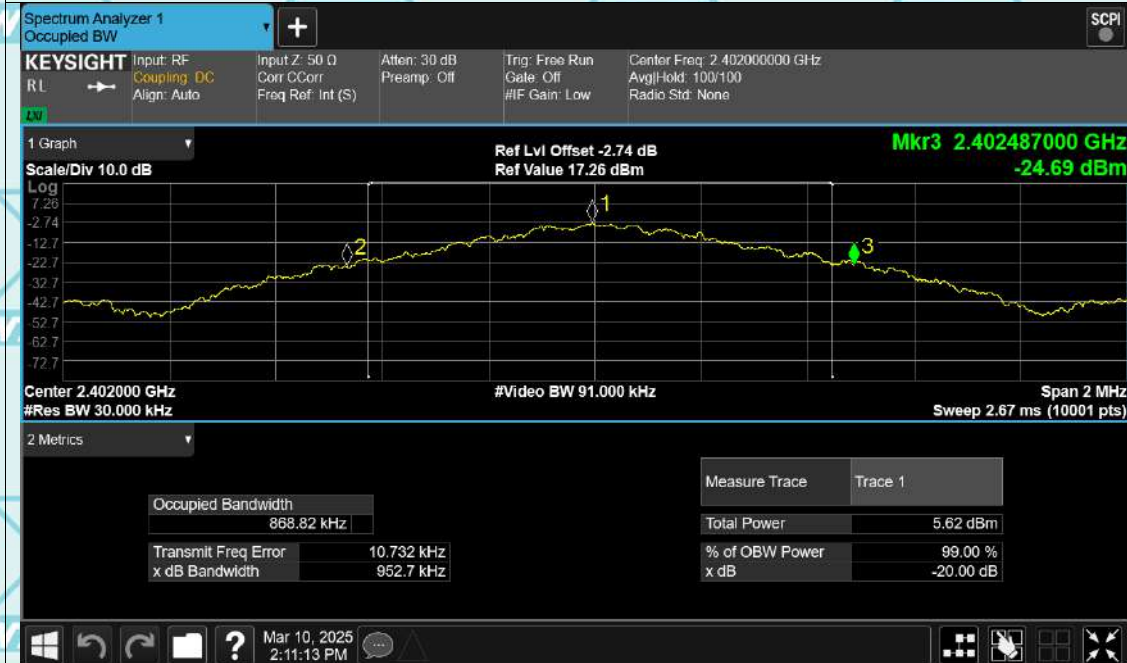 Spectrum Analyzer 1
Occupied BW
+
SCPI
KEYSIGHT
RL
LXI
Input: RF
Coupling: DC
Align: Auto
Input Z: 50 Ω
Corr CCorr
Freq Ref: Int (S)
Atten: 30 dB
Preamp: Off
Trig: Free Run
Gate: Off
#IF Gain: Low
Center Freq: 2.402000000 GHz
Avg|Hold: 100/100
Radio Std: None
1 Graph
Scale/Div 10.0 dB
Ref Lvl Offset -2.74 dB
Ref Value 17.26 dBm
Mkr3 2.402487000 GHz
-24.69 dBm
Log
7.26
-2.74
-12.7
-22.7
-32.7
-42.7
-52.7
-62.7
-72.7
1
2
3
Center 2.402000 GHz
#Video BW 91.000 kHz
Span 2 MHz
#Res BW 30.000 kHz
Sweep 2.67 ms (10001 pts)
2 Metrics
Occupied Bandwidth
868.82 kHz
Transmit Freq Error 10.732 kHz
x dB Bandwidth 952.7 kHz
Measure Trace Trace 1
Total Power 5.62 dBm
% of OBW Power 99.00 %
x dB -20.00 dB
?
Mar 10, 2025
2:11:13 PM